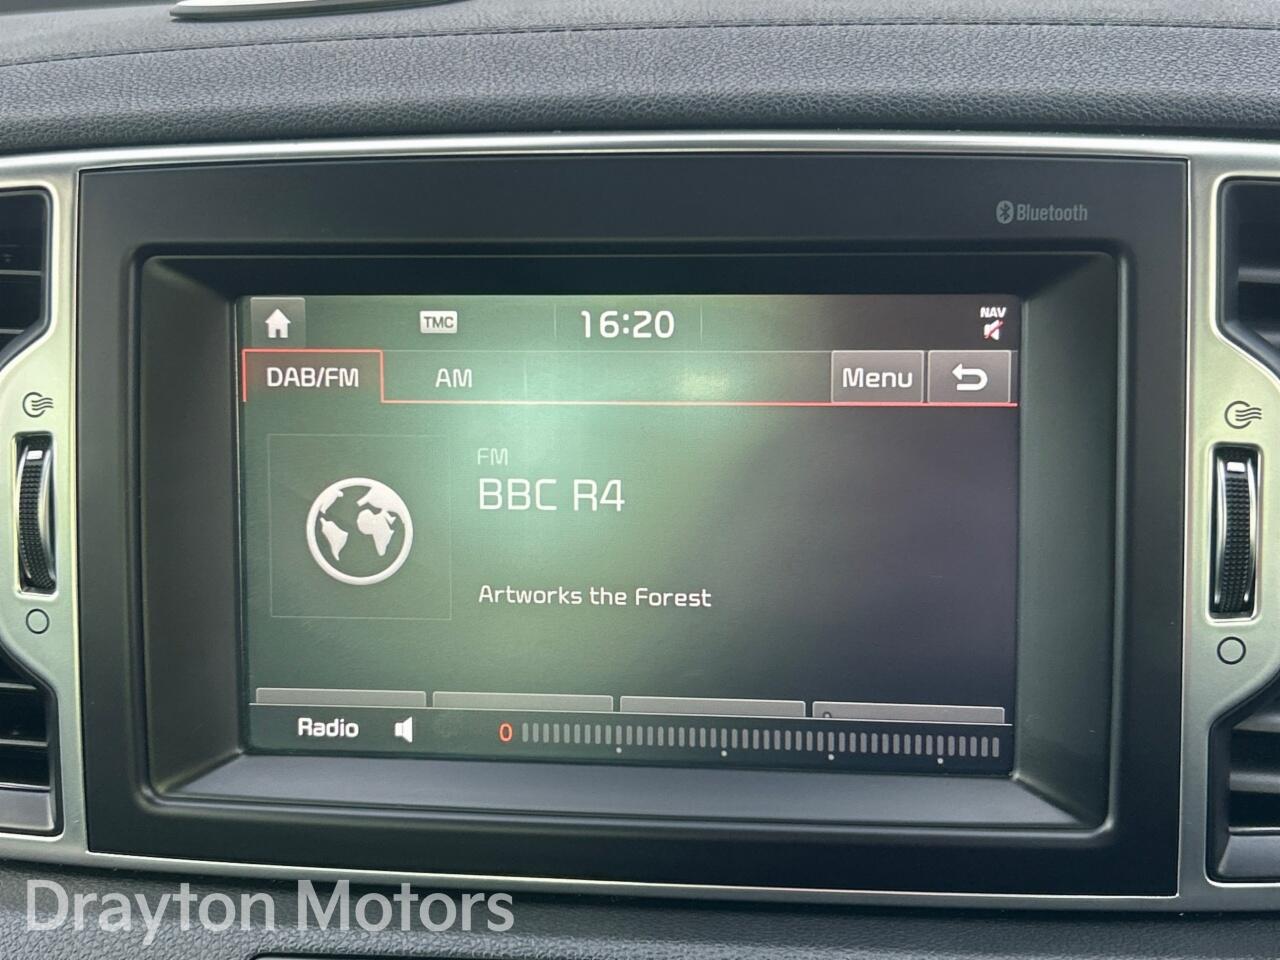 Bluetooth
TMC
16:20
NAV
DAB/FM
AM
Menu
FM
BBC R4
Artworks the Forest
Radio
0
Drayton Motors